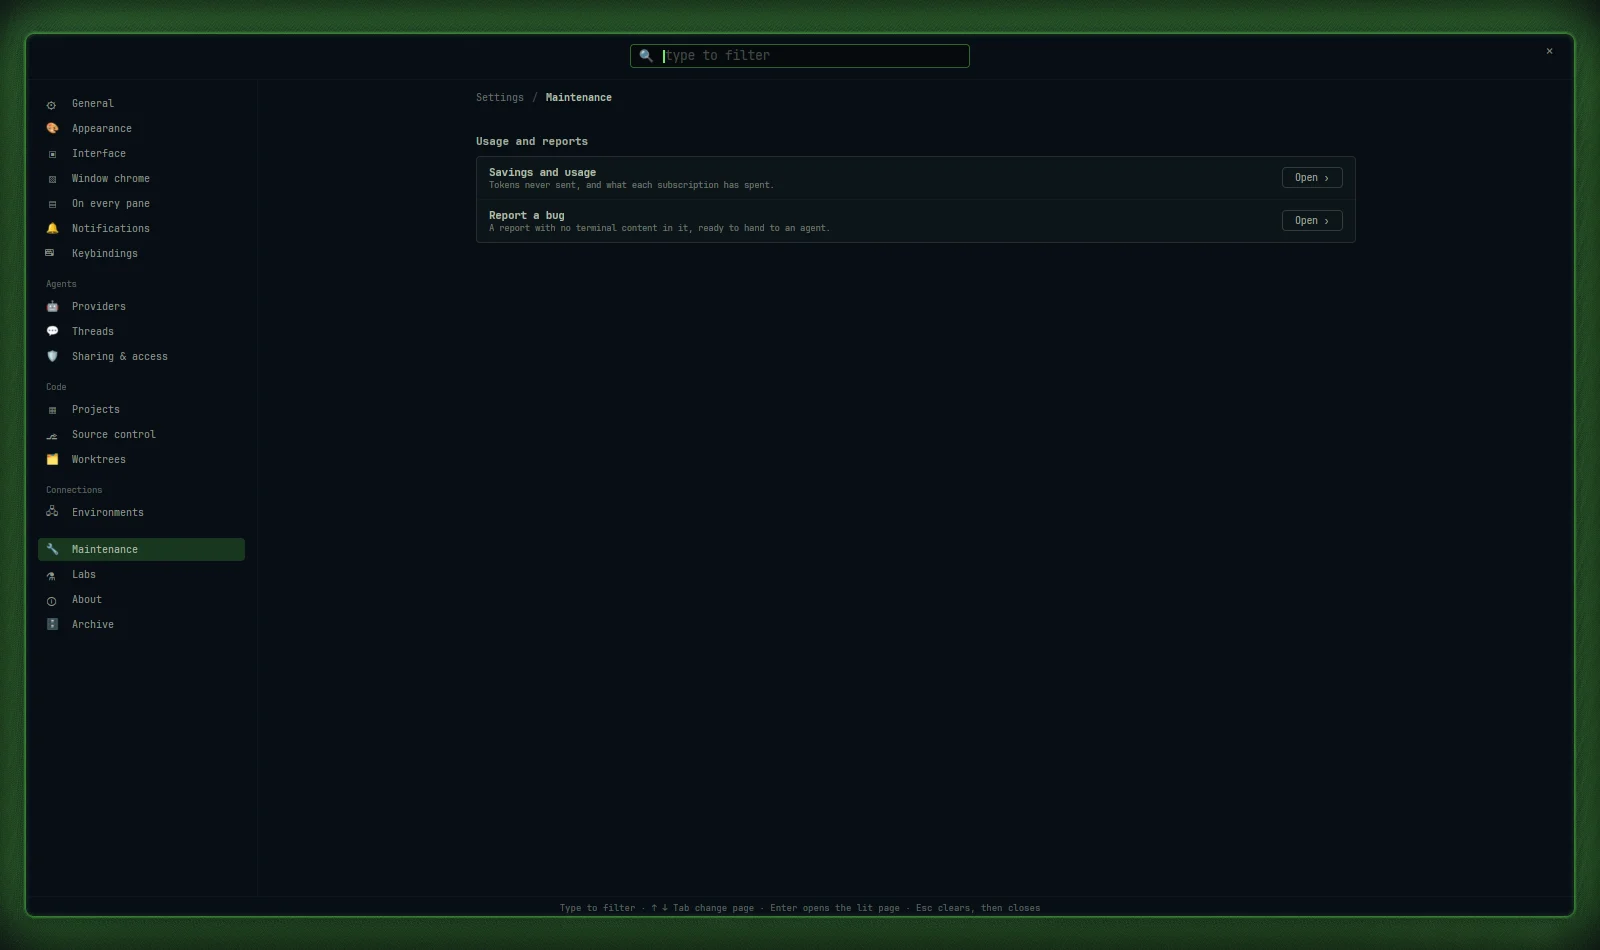 type to filter
×
General
Appearance
Interface
Window chrome
On every pane
Notifications
Keybindings
Agents
Providers
Threads
Sharing & access
Code
Projects
Source control
Worktrees
Connections
Environments
Maintenance
Labs
About
Archive
Settings / Maintenance
Usage and reports
Savings and usage
Tokens never sent, and what each subscription has spent.
Open ›
Report a bug
A report with no terminal content in it, ready to hand to an agent.
Open ›
Type to filter · ↑ ↓ Tab change page · Enter opens the lit page · Esc clears, then closes